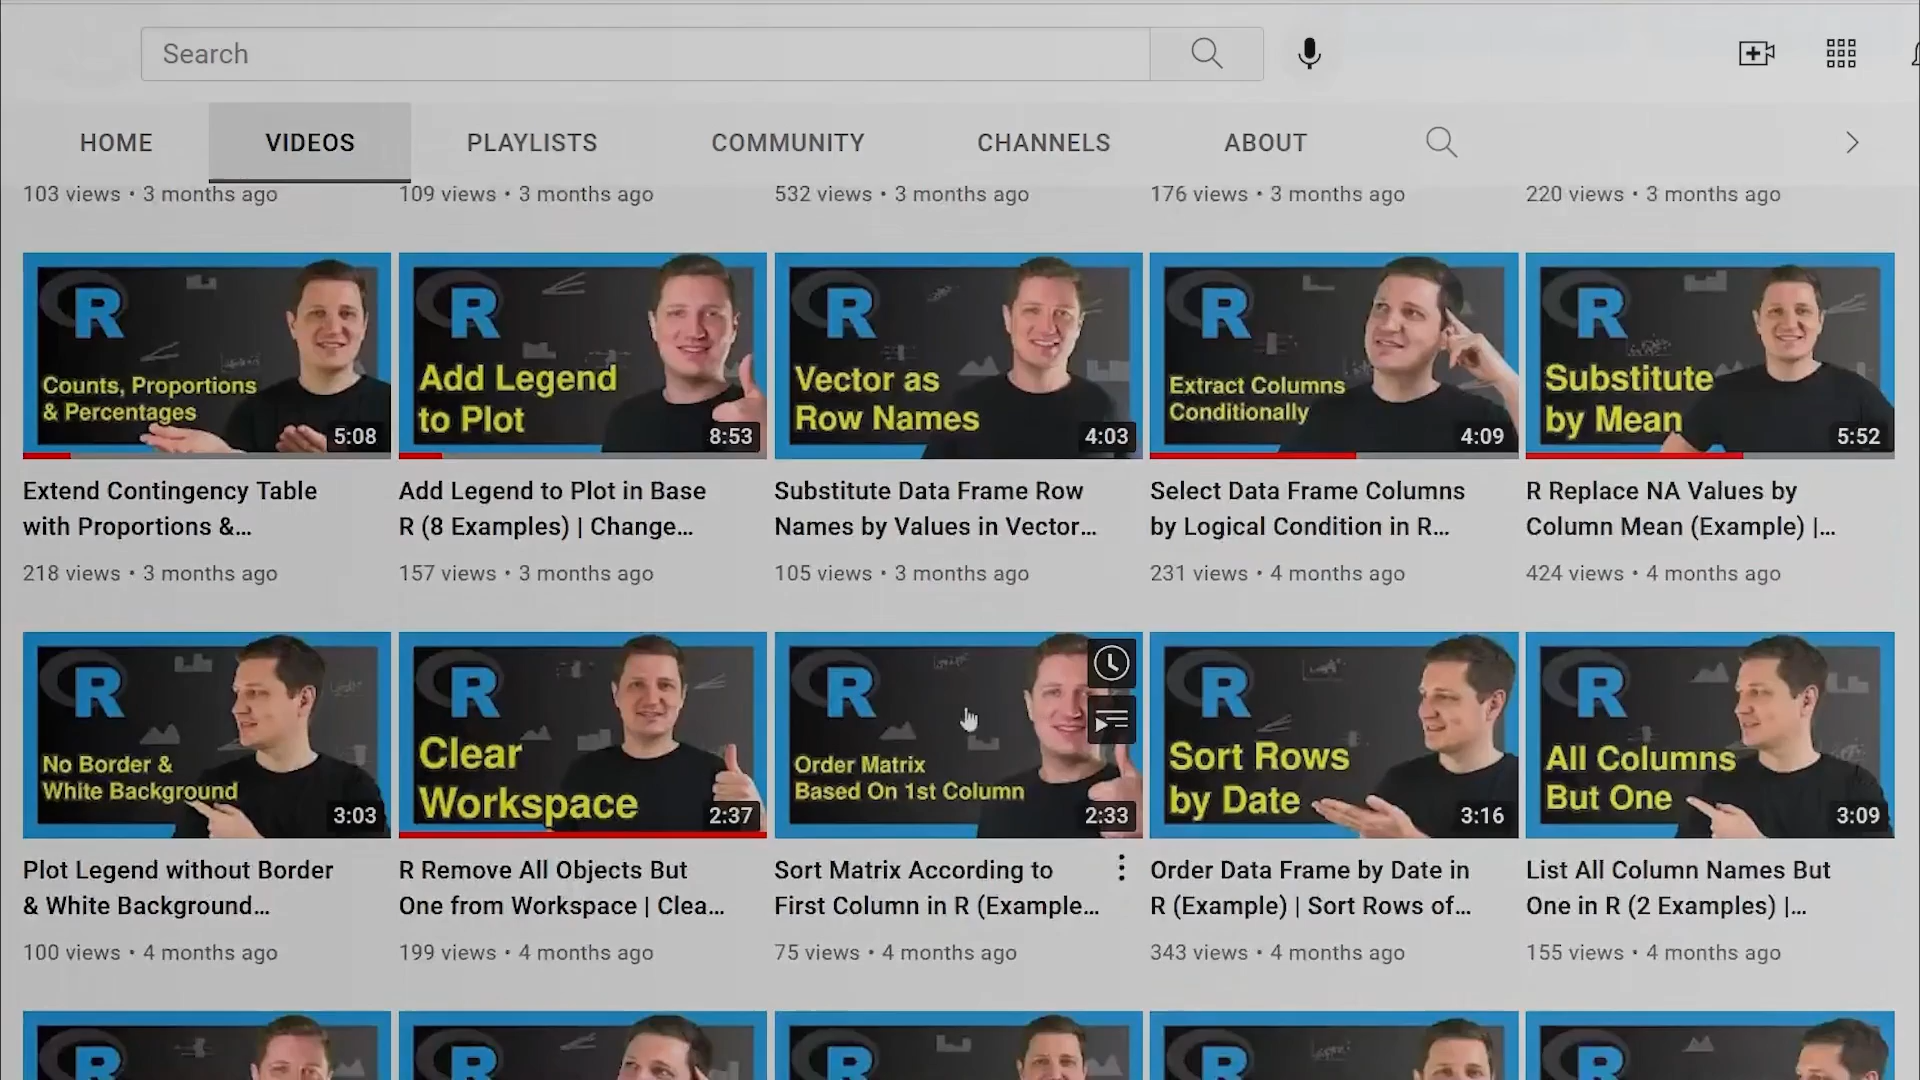 Search
HOME VIDEOS PLAYLISTS COMMUNITY CHANNELS ABOUT
103 views • 3 months ago
109 views • 3 months ago
532 views • 3 months ago
176 views • 3 months ago
220 views • 3 months ago
R
Counts, Proportions
& Percentages
5:08
Extend Contingency Table
with Proportions &...
218 views • 3 months ago
R
Add Legend
to Plot
8:53
Add Legend to Plot in Base
R (8 Examples) | Change...
157 views • 3 months ago
R
Vector as
Row Names
4:03
Substitute Data Frame Row
Names by Values in Vector...
105 views • 3 months ago
R
Extract Columns
Conditionally
4:09
Select Data Frame Columns
by Logical Condition in R...
231 views • 4 months ago
R
Substitute
by Mean
5:52
R Replace NA Values by
Column Mean (Example) |...
424 views • 4 months ago
R
No Border &
White Background
3:03
Plot Legend without Border
& White Background...
100 views • 4 months ago
R
Clear
Workspace
2:37
R Remove All Objects But
One from Workspace | Clea...
199 views • 4 months ago
R
Order Matrix
Based On 1st Column
2:33
Sort Matrix According to
First Column in R (Example...
75 views • 4 months ago
R
Sort Rows
by Date
3:16
Order Data Frame by Date in
R (Example) | Sort Rows of...
343 views • 4 months ago
R
All Columns
But One
3:09
List All Column Names But
One in R (2 Examples) |...
155 views • 4 months ago
R
R
R
R
R